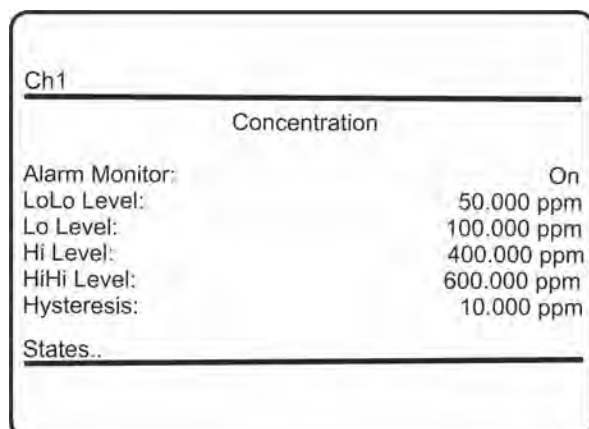 Ch1
Concentration
Alarm Monitor: On
LoLo Level: 50.000 ppm
Lo Level: 100.000 ppm
Hi Level: 400.000 ppm
HiHi Level: 600.000 ppm
Hysteresis: 10.000 ppm
States..